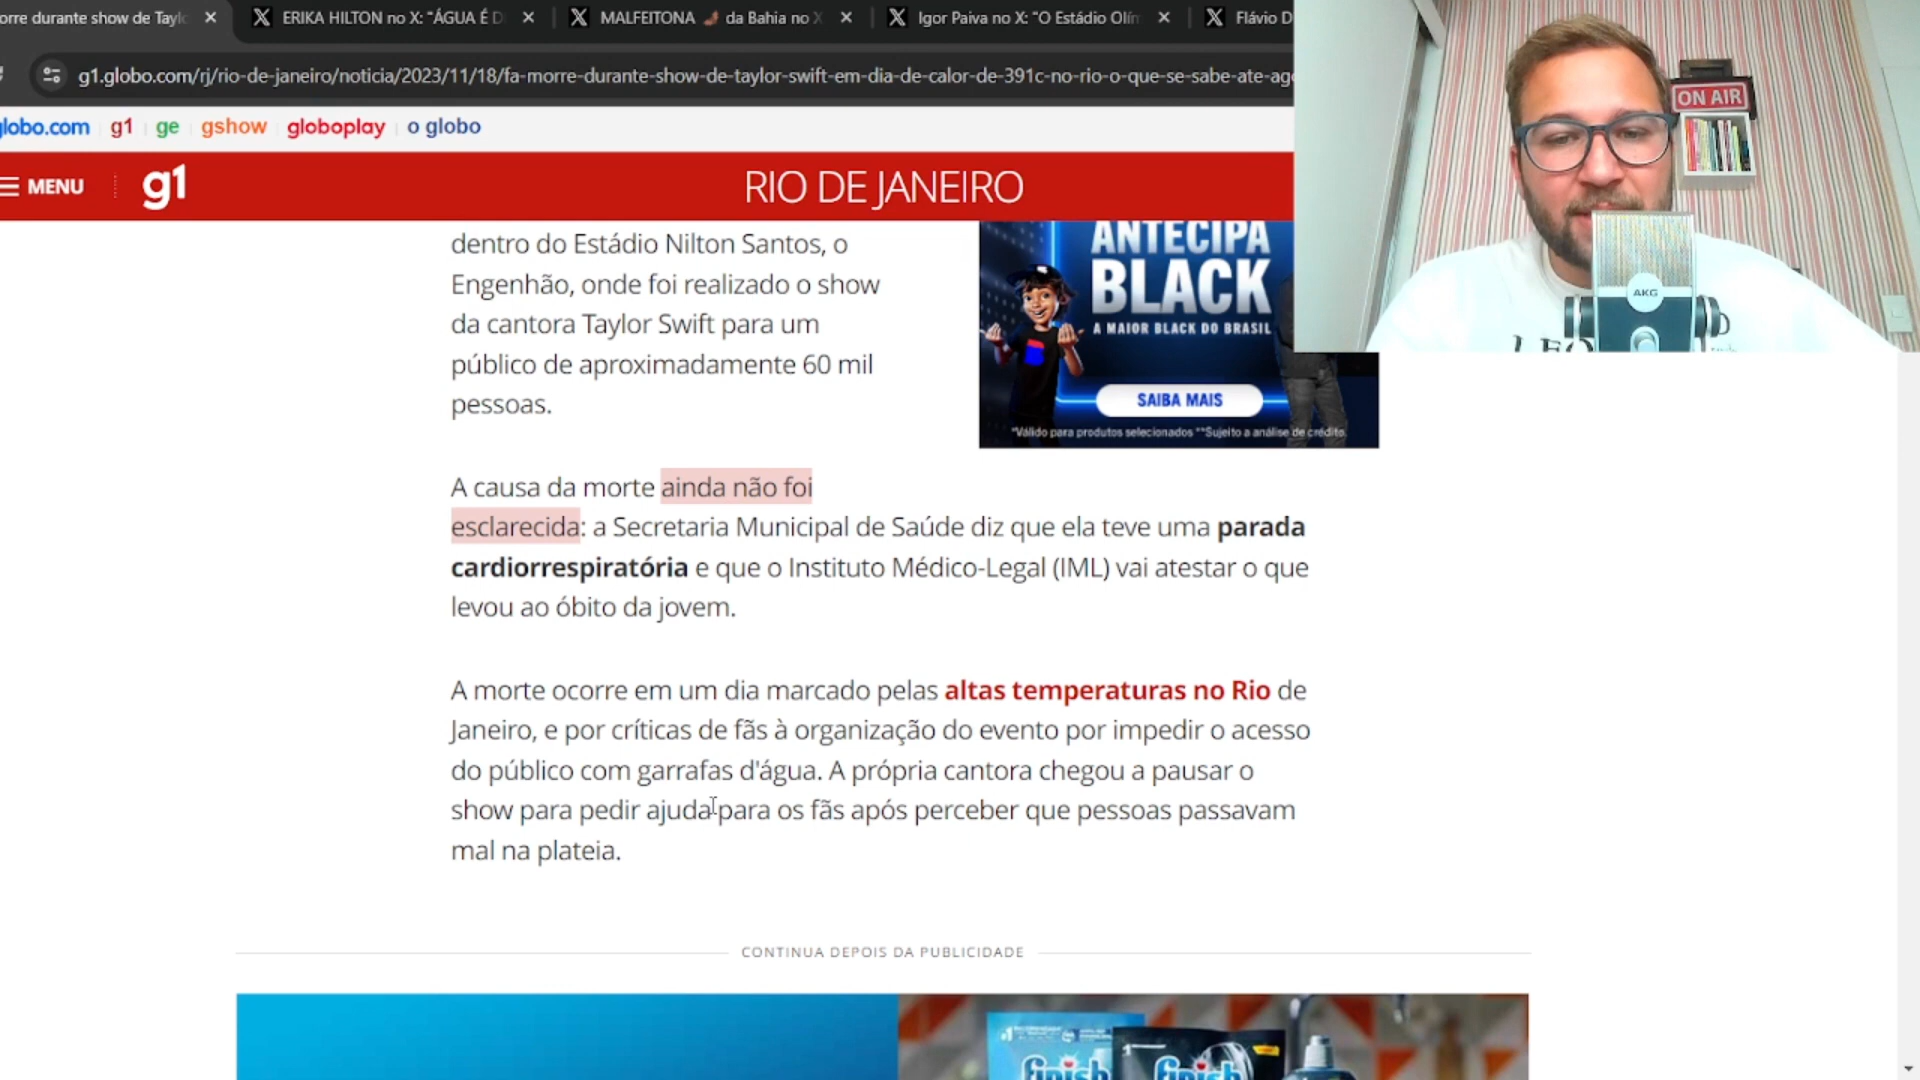 orre durante show de Tayl
ERIKA HILTON no X: "ÁGUA É D
MALFEITONA 🌶 da Bahia no X
Igor Paiva no X: "O Estádio Olím
Flávio D
g1.globo.com/rj/rio-de-janeiro/noticia/2023/11/18/fa-morre-durante-show-de-taylor-swift-em-dia-de-calor-de-391c-no-rio-o-que-se-sabe-ate-ago
globo.com g1 ge gshow globoplay o globo
MENU g1 RIO DE JANEIRO
ON AIR
AKG
dentro do Estádio Nilton Santos, o
Engenhão, onde foi realizado o show
da cantora Taylor Swift para um
público de aproximadamente 60 mil
pessoas.
ANTECIPA
BLACK
A MAIOR BLACK DO BRASIL
SAIBA MAIS
*Válido para produtos selecionados **Sujeito a análise de crédito
A causa da morte ainda não foi
esclarecida: a Secretaria Municipal de Saúde diz que ela teve uma parada
cardiorrespiratória e que o Instituto Médico-Legal (IML) vai atestar o que
levou ao óbito da jovem.
A morte ocorre em um dia marcado pelas altas temperaturas no Rio de
Janeiro, e por críticas de fãs à organização do evento por impedir o acesso
do público com garrafas d'água. A própria cantora chegou a pausar o
show para pedir ajuda para os fãs após perceber que pessoas passavam
mal na plateia.
CONTINUA DEPOIS DA PUBLICIDADE
finish
finish